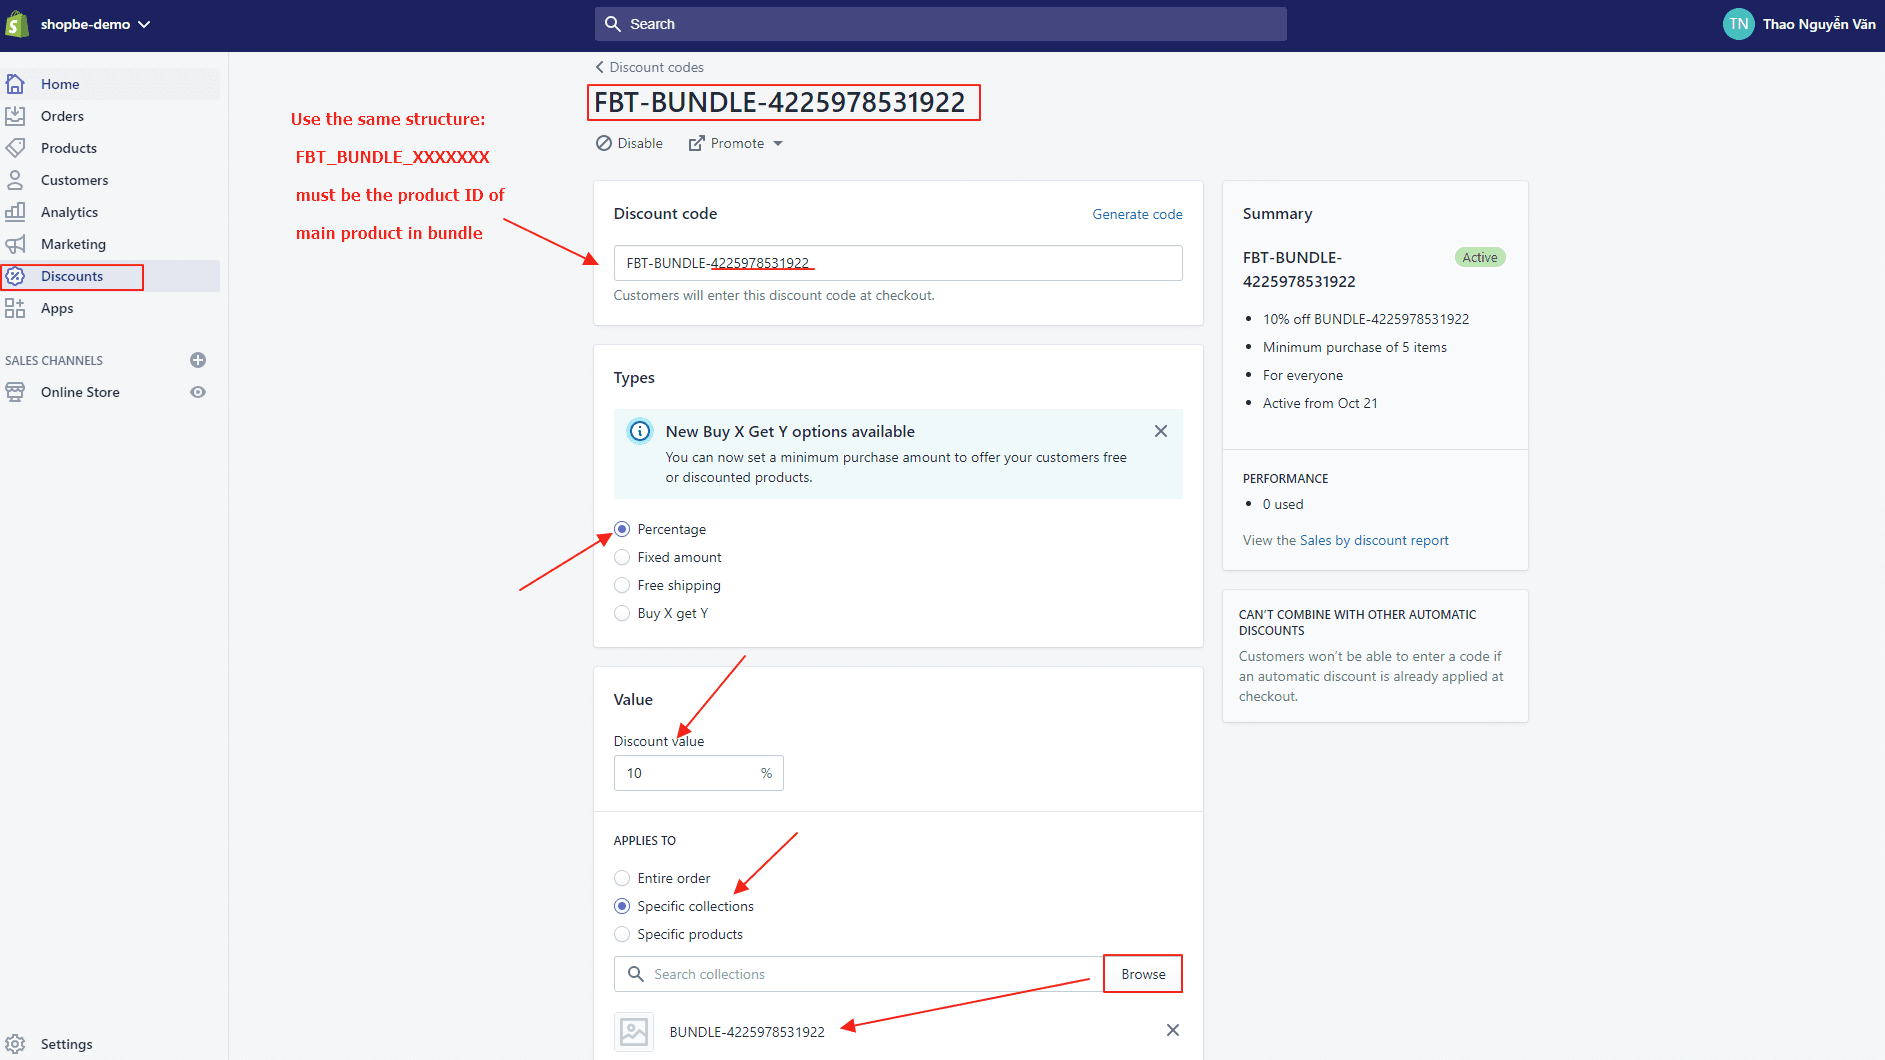 shopbe-demo
Search
TN
Thao Nguyễn Văn
Home
Orders
Products
Customers
Analytics
Marketing
Discounts
Apps
SALES CHANNELS
Online Store
Settings
Use the same structure:
FBT_BUNDLE_XXXXXXX
must be the product ID of
main product in bundle
Discount codes
FBT-BUNDLE-4225978531922
Disable
Promote
Discount code
Generate code
FBT-BUNDLE-4225978531922
Customers will enter this discount code at checkout.
Types
New Buy X Get Y options available
You can now set a minimum purchase amount to offer your customers free
or discounted products.
Percentage
Fixed amount
Free shipping
Buy X get Y
Value
Discount value
10 %
APPLIES TO
Entire order
Specific collections
Specific products
Search collections
Browse
BUNDLE-4225978531922
Summary
FBT-BUNDLE-
4225978531922
Active
10% off BUNDLE-4225978531922
Minimum purchase of 5 items
For everyone
Active from Oct 21
PERFORMANCE
0 used
View the Sales by discount report
CAN'T COMBINE WITH OTHER AUTOMATIC
DISCOUNTS
Customers won't be able to enter a code if
an automatic discount is already applied at
checkout.